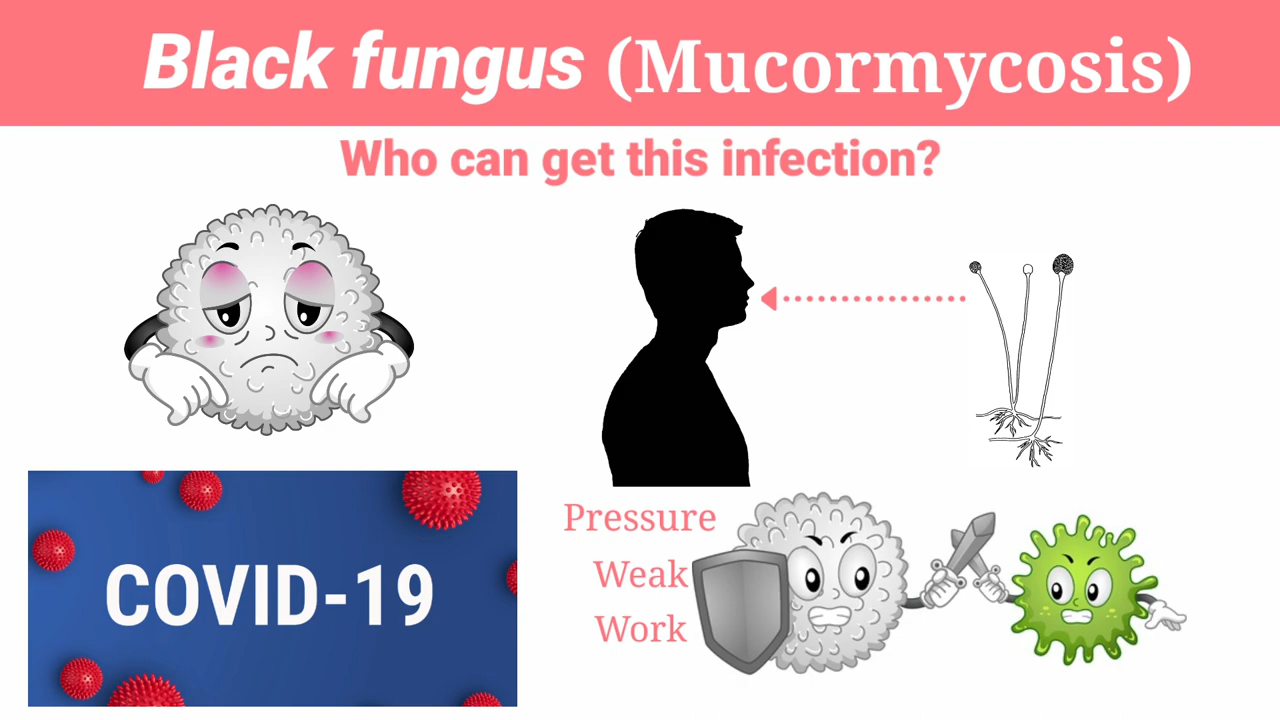 Black fungus (Mucormycosis)
Who can get this infection?
COVID-19
Pressure
Weak
Work